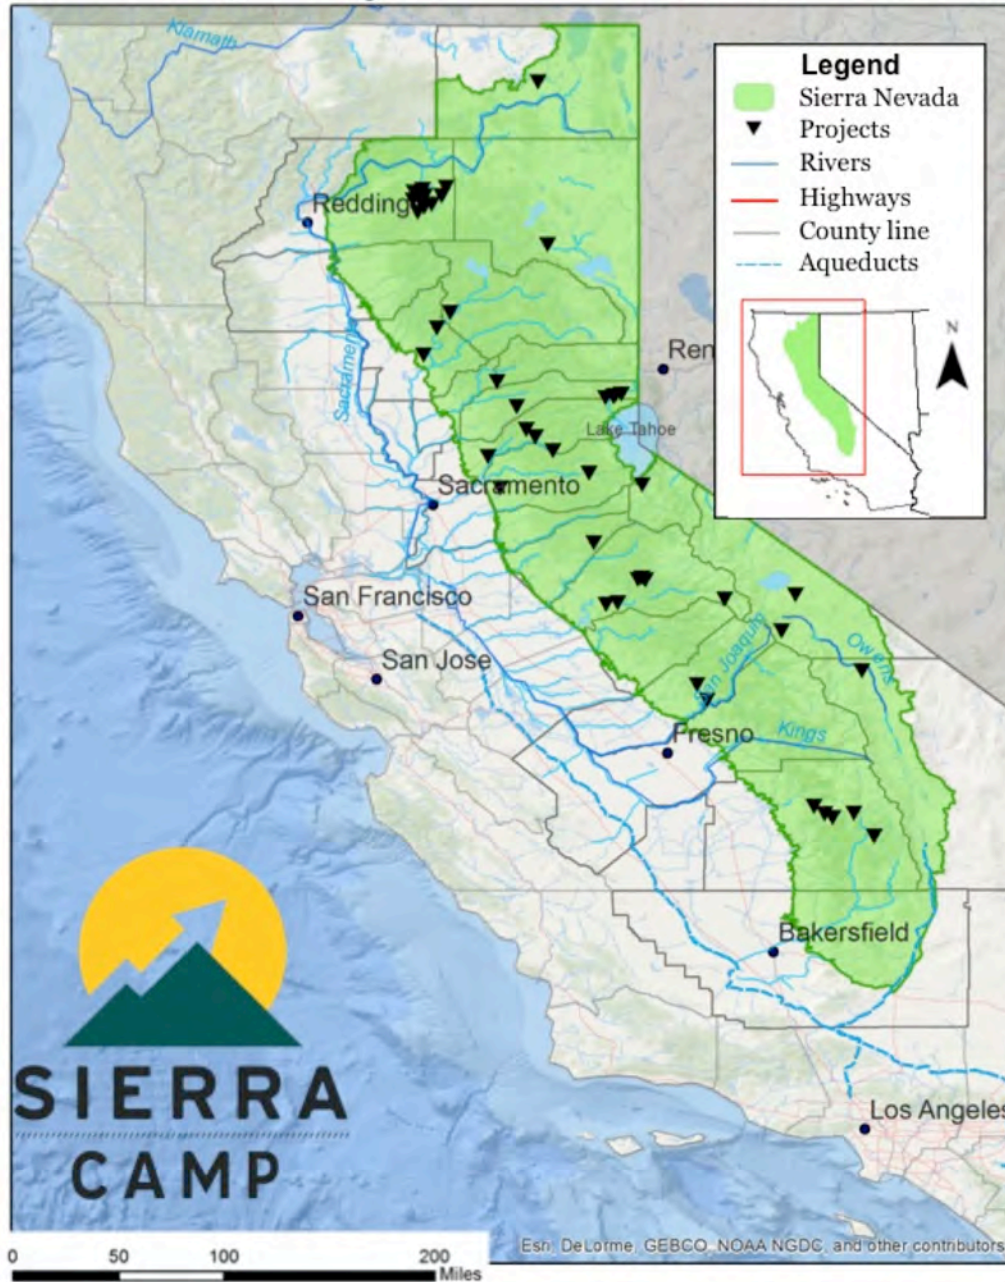 Klamath
Legend
Sierra Nevada
Projects
Rivers
Highways
County line
Aqueducts
N
Redding
Sacramento
Ren
Lake Tahoe
Sacramento
San Francisco
San Jose
San Joaquin
Owens
Fresno
Kings
Bakersfield
Los Angeles
SIERRA
CAMP
0 50 100 200
Miles
Esri, DeLorme, GEBCO, NOAA NGDC, and other contributors